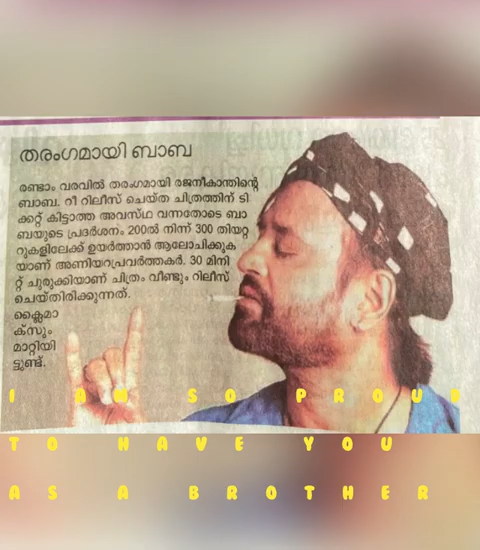 തരംഗമായി ബാബ
രണ്ടാം വരവിൽ തരംഗമായി രജനീകാന്തിന്റെ
ബാബ. റീ റിലീസ് ചെയ്ത ചിത്രത്തിന് ടി
ക്കറ്റ് കിട്ടാത്ത അവസ്ഥ വന്നതോടെ ബാ
ബയുടെ പ്രദർശനം 200ൽ നിന്ന് 300 തിയറ്റ
റുകളിലേക്ക് ഉയർത്താൻ ആലോചിക്കുക
യാണ് അണിയറപ്രവർത്തകർ. 30 മിനി
റ്റ് ചുരുക്കിയാണ് ചിത്രം വീണ്ടും റിലീസ്
ചെയ്തിരിക്കുന്നത്.
ക്ലൈമാ
ക്സും
മാറ്റിയി
ട്ടുണ്ട്.
I AM SO PROUD
TO HAVE YOU
AS A BROTHER